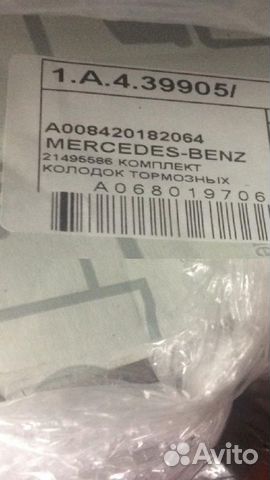 1.A.4.39905/
A008420182064
MERCEDES-BENZ
21495586 КОМПЛЕКТ
КОЛОДОК ТОРМОЗНЫХ
A068019706
Avito